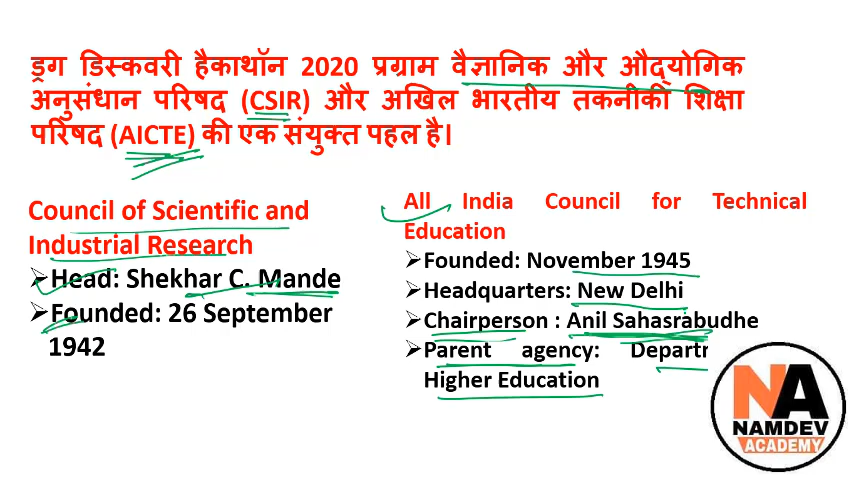 ड्रग डिस्कवरी हैकाथॉन 2020 प्रग्राम वैज्ञानिक और औद्योगिक
अनुसंधान परिषद (CSIR) और अखिल भारतीय तकनीकी शिक्षा
परिषद (AICTE) की एक संयुक्त पहल है।
Council of Scientific and
Industrial Research
➢Head: Shekhar C. Mande
➢Founded: 26 September
1942
All India Council for Technical
Education
➢Founded: November 1945
➢Headquarters: New Delhi
➢Chairperson : Anil Sahasrabudhe
➢Parent agency:
Higher Education
NA
NAMDEV
ACADEMY